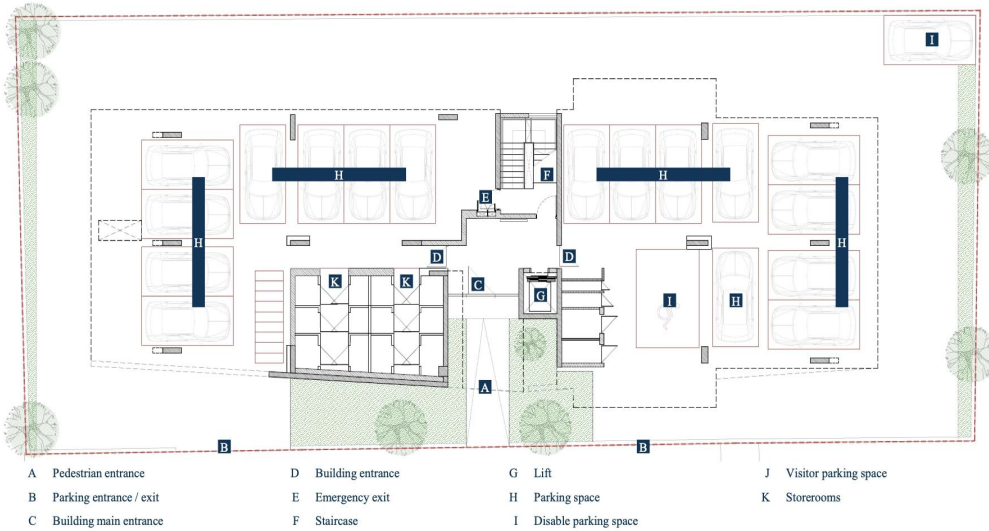 I
H
H
F
E
H
H
D
D
K
K
C
G
I
H
A
B
B
A Pedestrian entrance
B Parking entrance / exit
C Building main entrance
D Building entrance
E Emergency exit
F Staircase
G Lift
H Parking space
I Disable parking space
J Visitor parking space
K Storerooms